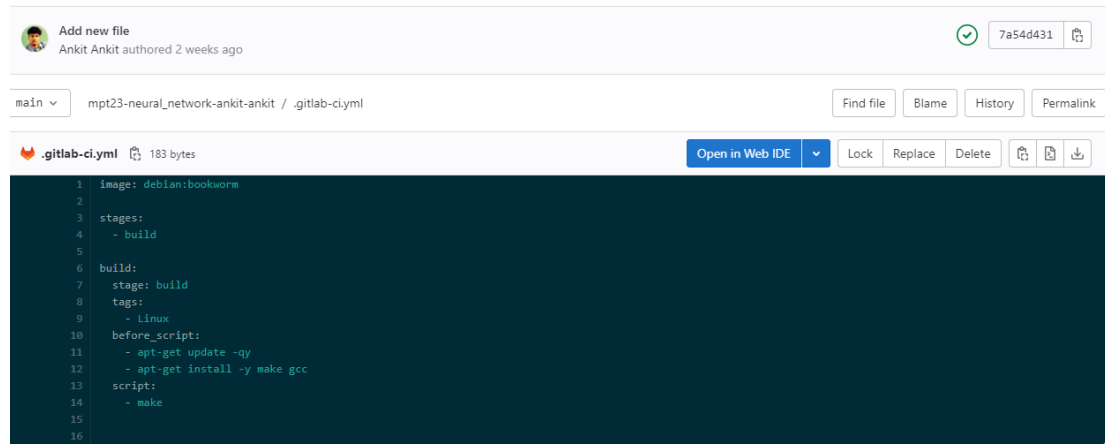 Add new file
Ankit Ankit authored 2 weeks ago
7a54d431
main
mpt23-neural_network-ankit-ankit / .gitlab-ci.yml
Find file
Blame
History
Permalink
.gitlab-ci.yml 183 bytes
Open in Web IDE
Lock
Replace
Delete
1 image: debian:bookworm
2
3 stages:
4 - build
5
6 build:
7 stage: build
8 tags:
9 - Linux
10 before_script:
11 - apt-get update -qy
12 - apt-get install -y make gcc
13 script:
14 - make
15
16